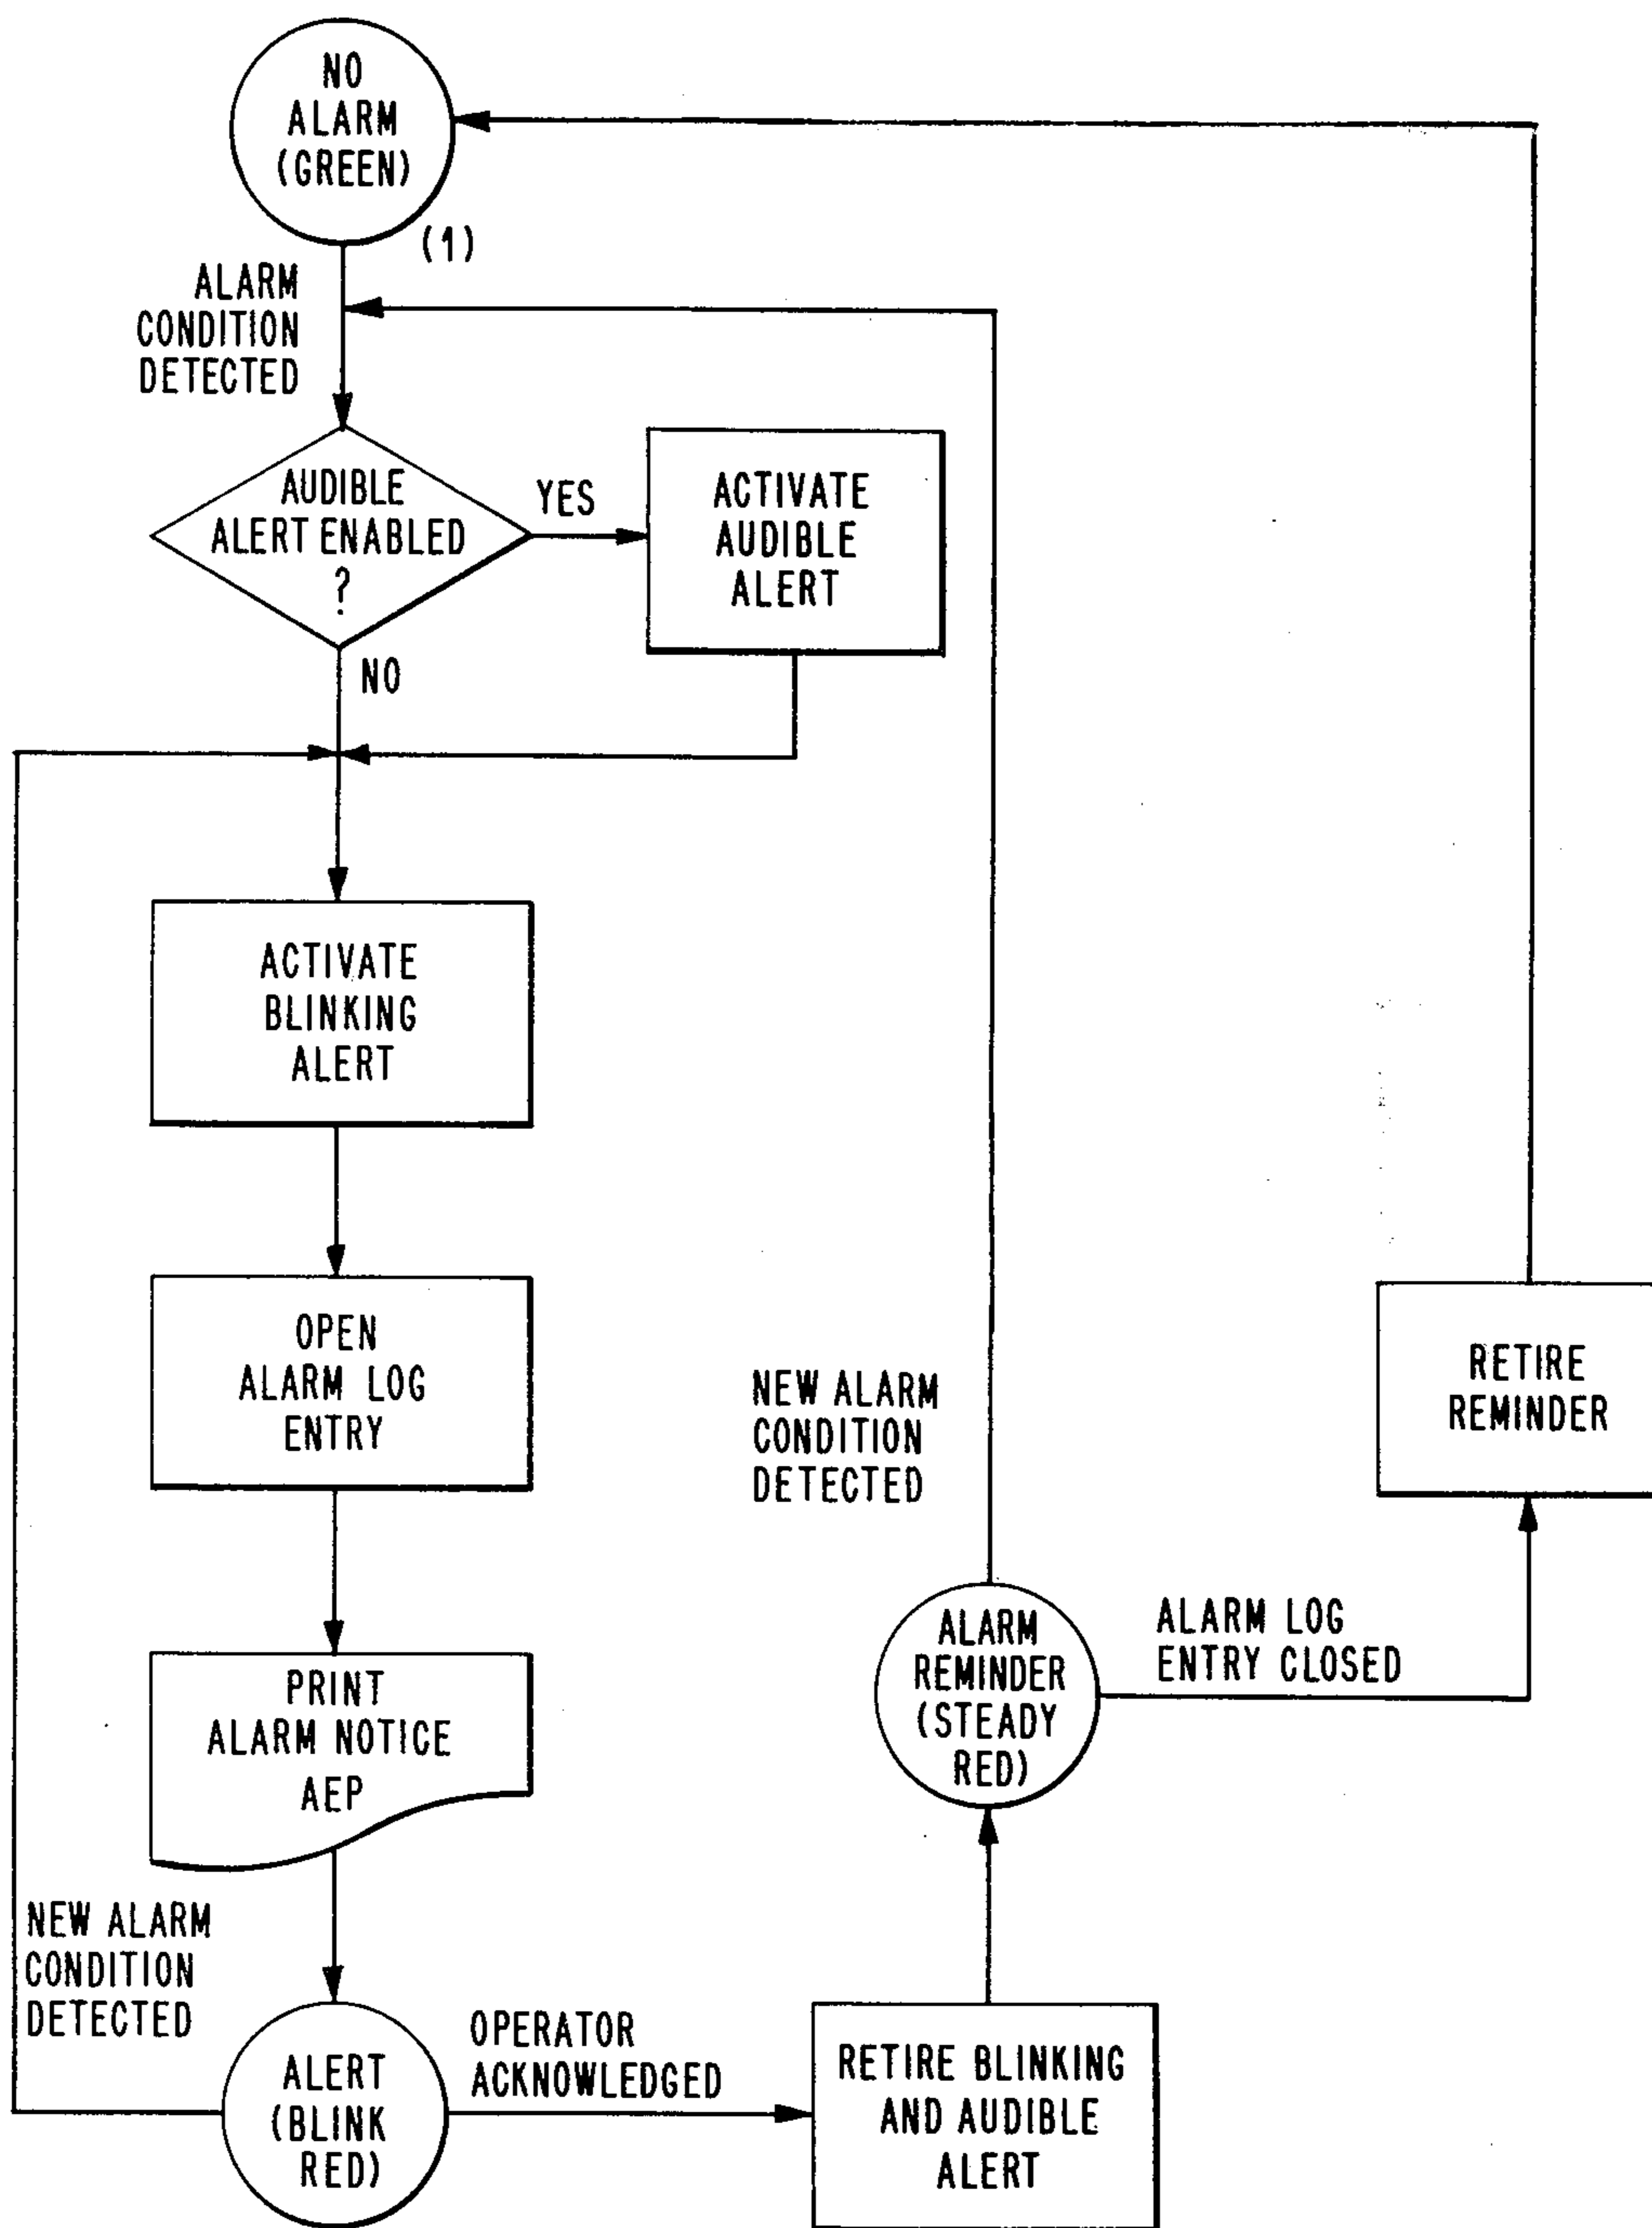 NO
ALARM
(GREEN)
(1)
ALARM
CONDITION
DETECTED
AUDIBLE
ALERT ENABLED
?
YES
ACTIVATE
AUDIBLE
ALERT
NO
ACTIVATE
BLINKING
ALERT
OPEN
ALARM LOG
ENTRY
NEW ALARM
CONDITION
DETECTED
RETIRE
REMINDER
PRINT
ALARM NOTICE
AEP
ALARM
REMINDER
(STEADY
RED)
ALARM LOG
ENTRY CLOSED
NEW ALARM
CONDITION
DETECTED
ALERT
(BLINK
RED)
OPERATOR
ACKNOWLEDGED
RETIRE BLINKING
AND AUDIBLE
ALERT